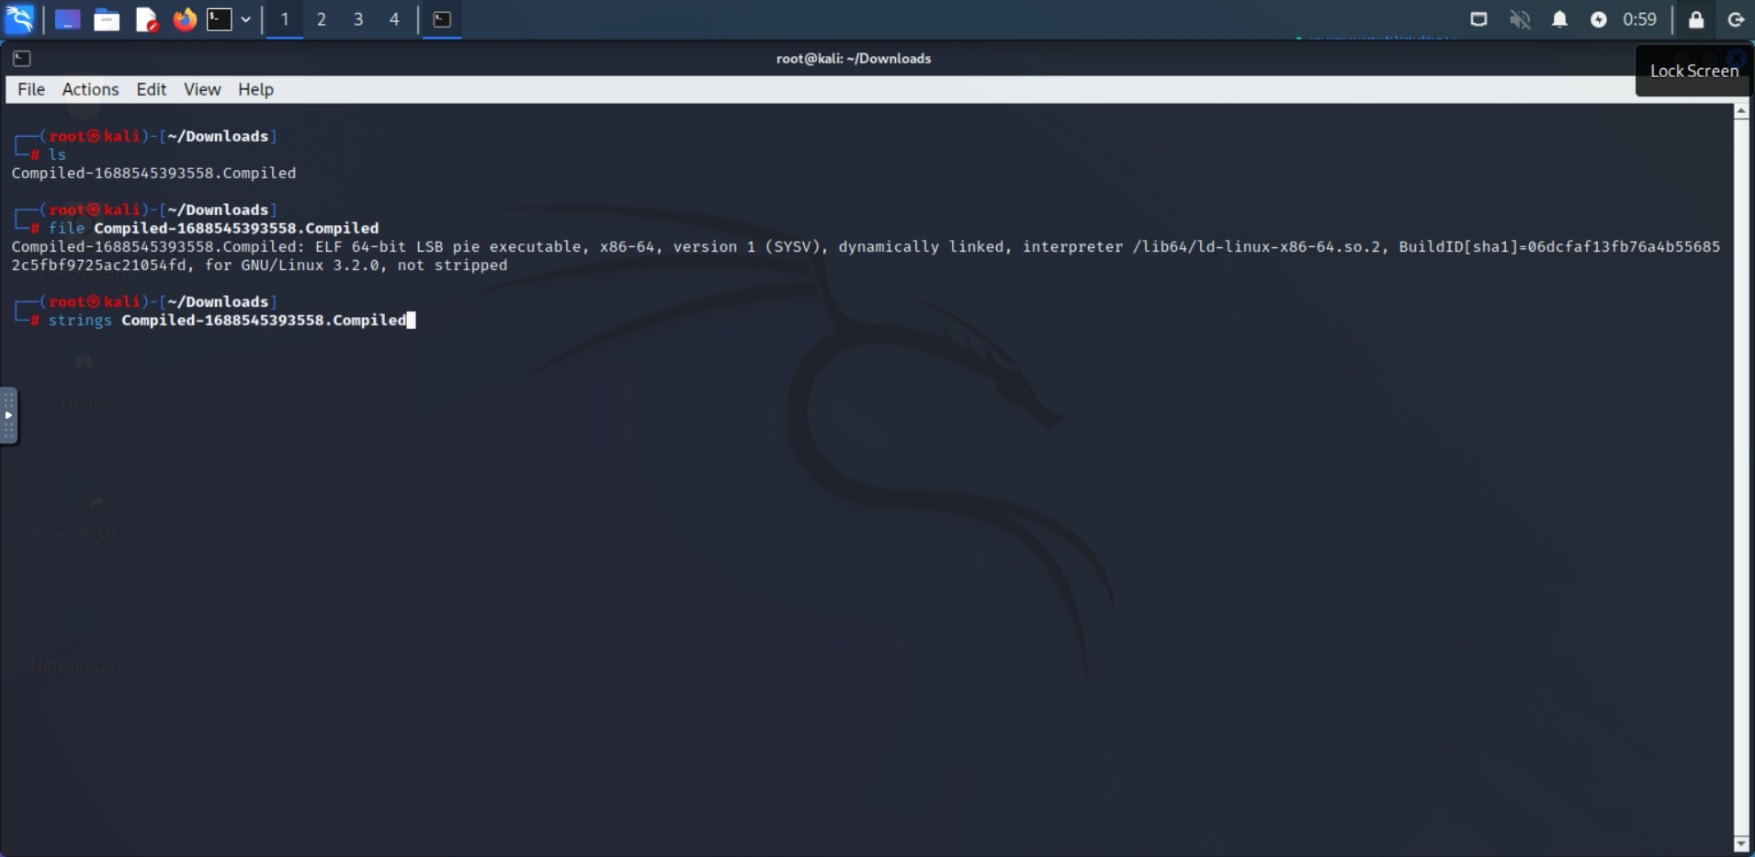 1 2 3 4 0:59
root@kali: ~/Downloads
Lock Screen
File Actions Edit View Help
┌──(root㉿kali)-[~/Downloads]
└─# ls
Compiled-1688545393558.Compiled
┌──(root㉿kali)-[~/Downloads]
└─# file Compiled-1688545393558.Compiled
Compiled-1688545393558.Compiled: ELF 64-bit LSB pie executable, x86-64, version 1 (SYSV), dynamically linked, interpreter /lib64/ld-linux-x86-64.so.2, BuildID[sha1]=06dcfaf13fb76a4b55685
2c5fbf9725ac21054fd, for GNU/Linux 3.2.0, not stripped
┌──(root㉿kali)-[~/Downloads]
└─# strings Compiled-1688545393558.Compiled
Home
wordlists
NetworkCo...